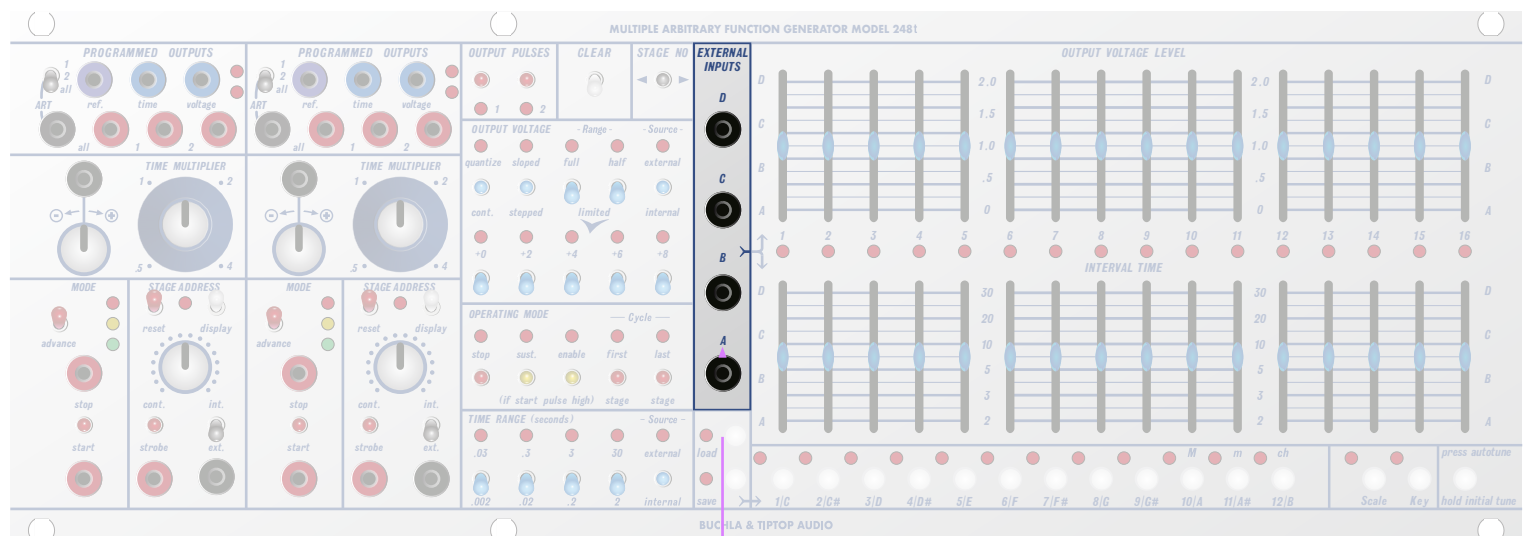 MULTIPLE ARBITRARY FUNCTION GENERATOR MODEL 248t
PROGRAMMED OUTPUTS
1
2
all
ART
ref. time voltage
all 1 2
PROGRAMMED OUTPUTS
1
2
all
ART
ref. time voltage
all 1 2
TIME MULTIPLIER
1 2
.5 4
TIME MULTIPLIER
1 2
.5 4
MODE
advance
stop
start
STAGE ADDRESS
reset display
cont. int.
strobe ext.
MODE
advance
stop
start
STAGE ADDRESS
reset display
cont. int.
strobe ext.
OUTPUT PULSES
1 2
CLEAR
STAGE NO
OUTPUT VOLTAGE - Range - - Source -
quantize sloped full half external
cont. stepped limited internal
+0 +2 +4 +6 +8
OPERATING MODE — Cycle —
stop sust. enable first last
(if start pulse high) stage stage
TIME RANGE (seconds) - Source -
.03 .3 3 30 external
.002 .02 .2 2 internal
EXTERNAL
INPUTS
D
C
B
A
load
save
OUTPUT VOLTAGE LEVEL
D 2.0 2.0 D
1.5 1.5
C C
1.0 1.0
B B
.5 .5
A 0 0 A
1 2 3 4 5 6 7 8 9 10 11 12 13 14 15 16
INTERVAL TIME
D 30 30 D
20 20
C C
10 10
5 5
B B
3 3
A 2 2 A
M m ch
1|C 2|C# 3|D 4|D# 5|E 6|F 7|F# 8|G 9|G# 10|A 11|A# 12|B
Scale Key
press autotune
hold initial tune
BUCHLA & TIPTOP AUDIO